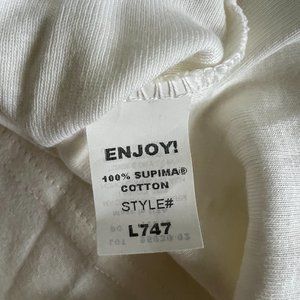 ENJOY!
100% SUPIMA®
COTTON
STYLE#
L747